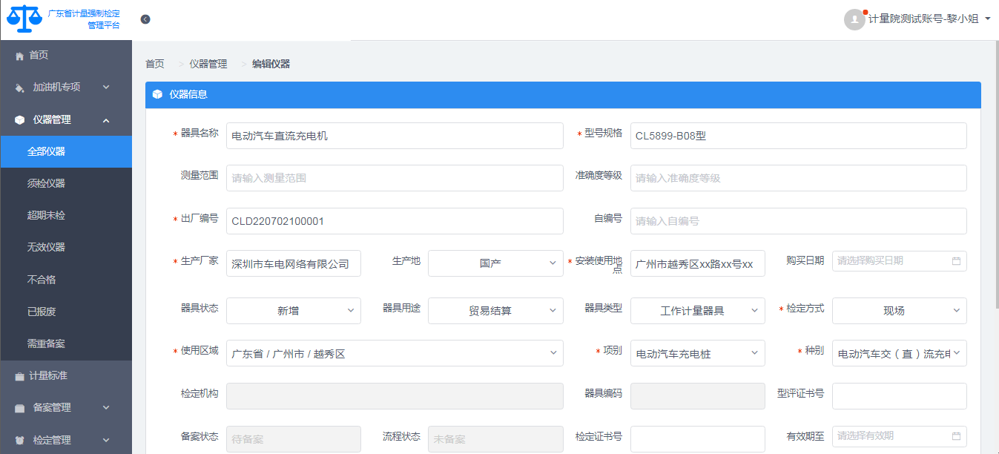 广东省计量强制检定
管理平台
计量院测试账号-黎小姐
首页
加油机专项
仪器管理
全部仪器
须检仪器
超期未检
无效仪器
不合格
已报废
需重备案
计量标准
备案管理
检定管理
首页 > 仪器管理 > 编辑仪器
仪器信息
* 器具名称 电动汽车直流充电机 * 型号规格 CL5899-B08型
测量范围 请输入测量范围 准确度等级 请输入准确度等级
* 出厂编号 CLD220702100001 自编号 请输入自编号
* 生产厂家 深圳市车电网络有限公司 生产地 国产 * 安装使用地点 广州市越秀区xx路xx号xx 购买日期 请选择购买日期
器具状态 新增 器具用途 贸易结算 器具类型 工作计量器具 * 检定方式 现场
* 使用区域 广东省 / 广州市 / 越秀区 * 项别 电动汽车充电桩 * 种别 电动汽车交（直）流充电
检定机构 器具编码 型评证书号
备案状态 待备案 流程状态 未备案 检定证书号 有效期至 请选择有效期